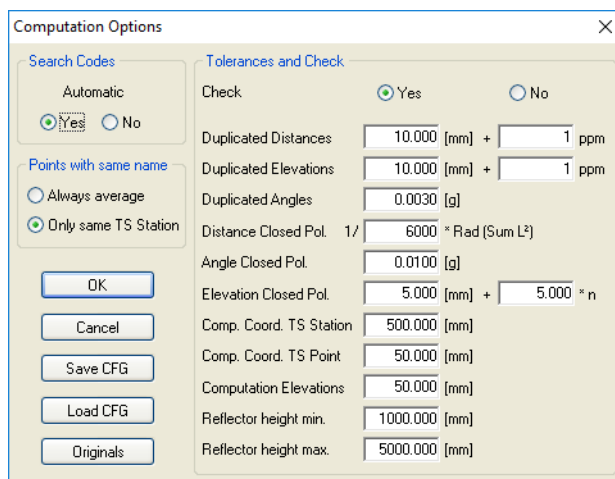 Computation Options
Search Codes
Automatic
Yes No
Points with same name
Always average
Only same TS Station
OK
Cancel
Save CFG
Load CFG
Originals
Tolerances and Check
Check Yes No
Duplicated Distances 10.000 [mm] + 1 ppm
Duplicated Elevations 10.000 [mm] + 1 ppm
Duplicated Angles 0.0030 [g]
Distance Closed Pol. 1/ 6000 * Rad (Sum L²)
Angle Closed Pol. 0.0100 [g]
Elevation Closed Pol. 5.000 [mm] + 5.000 * n
Comp. Coord. TS Station 500.000 [mm]
Comp. Coord. TS Point 50.000 [mm]
Computation Elevations 50.000 [mm]
Reflector height min. 1000.000 [mm]
Reflector height max. 5000.000 [mm]